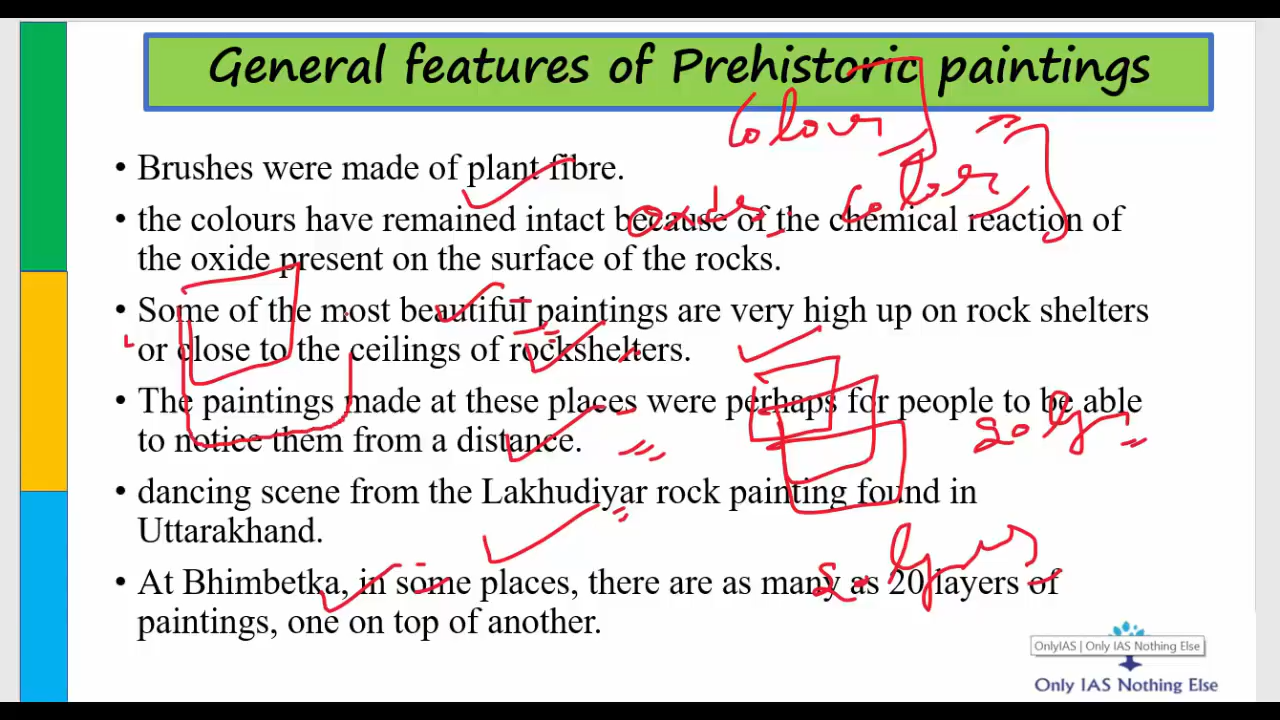 General features of Prehistoric paintings
colour
• Brushes were made of plant fibre.
oxides color
• the colours have remained intact because of the chemical reaction of
the oxide present on the surface of the rocks.
• Some of the most beautiful paintings are very high up on rock shelters
or close to the ceilings of rockshelters.
• The paintings made at these places were perhaps for people to be able
to notice them from a distance.
• dancing scene from the Lakhudiyar rock painting found in
Uttarakhand.
• At Bhimbetka, in some places, there are as many as 20 layers of
paintings, one on top of another.
OnlyIAS | Only IAS Nothing Else
Only IAS Nothing Else